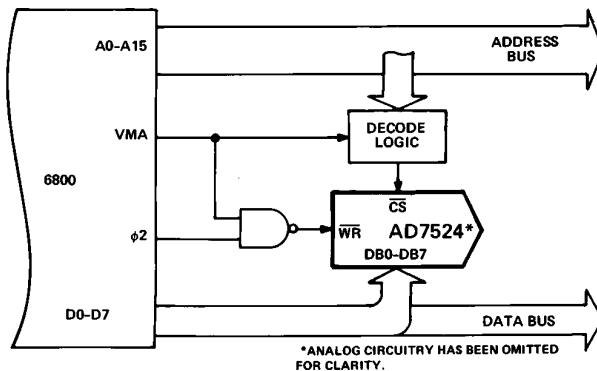 A0-A15
ADDRESS
BUS
VMA
DECODE
LOGIC
6800
CS
WR
AD7524*
φ2
DB0-DB7
D0-D7
DATA BUS
*ANALOG CIRCUITRY HAS BEEN OMITTED
FOR CLARITY.